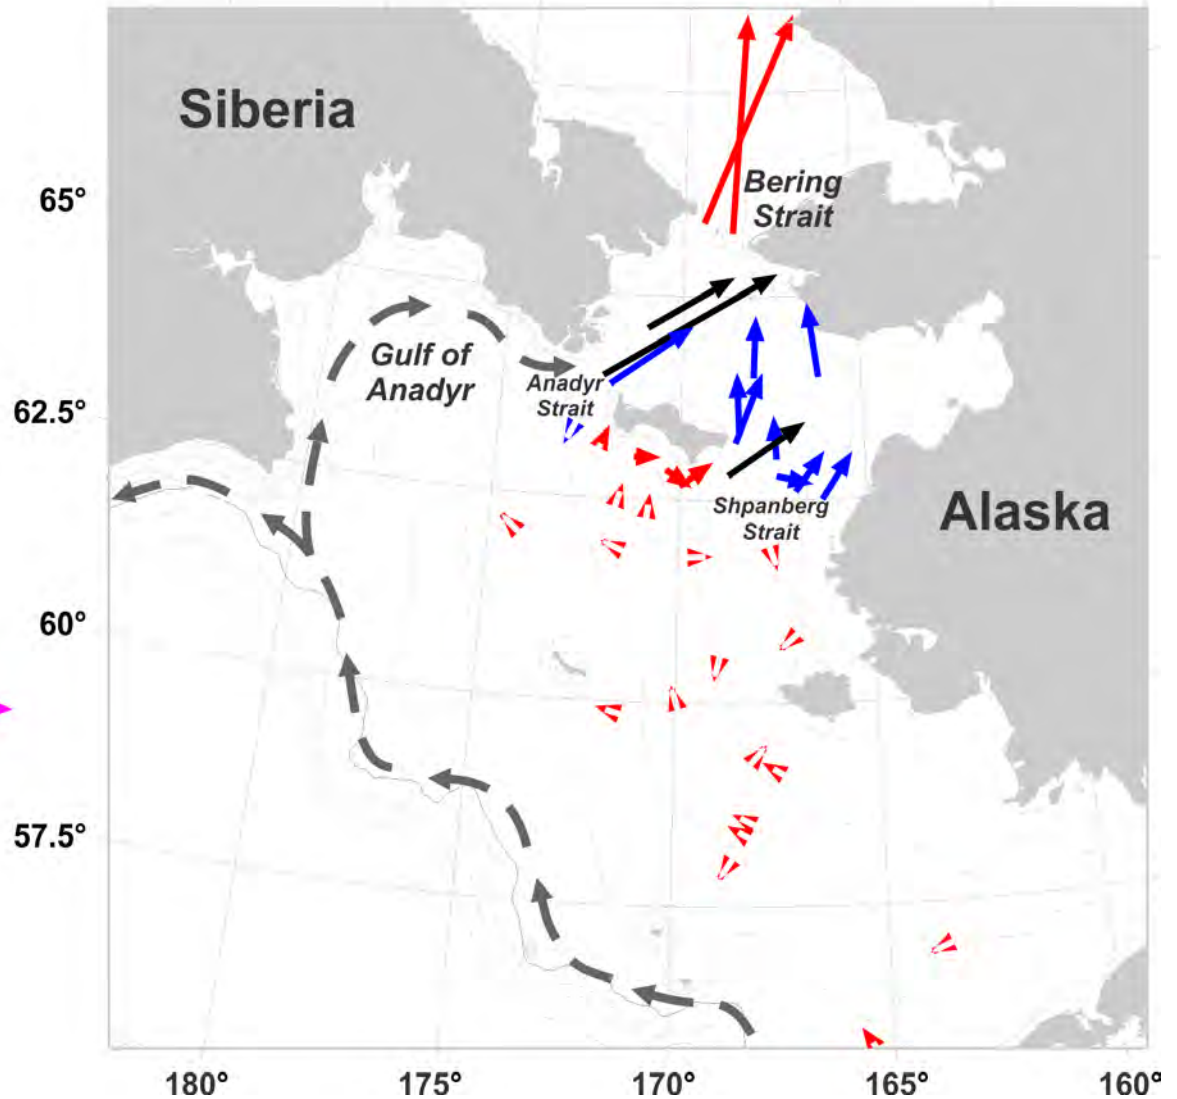 Siberia
65°
Bering
Strait
Gulf of
Anadyr
Anadyr
Strait
62.5°
Shpanberg
Strait
Alaska
60°
57.5°
180°
175°
170°
165°
160°